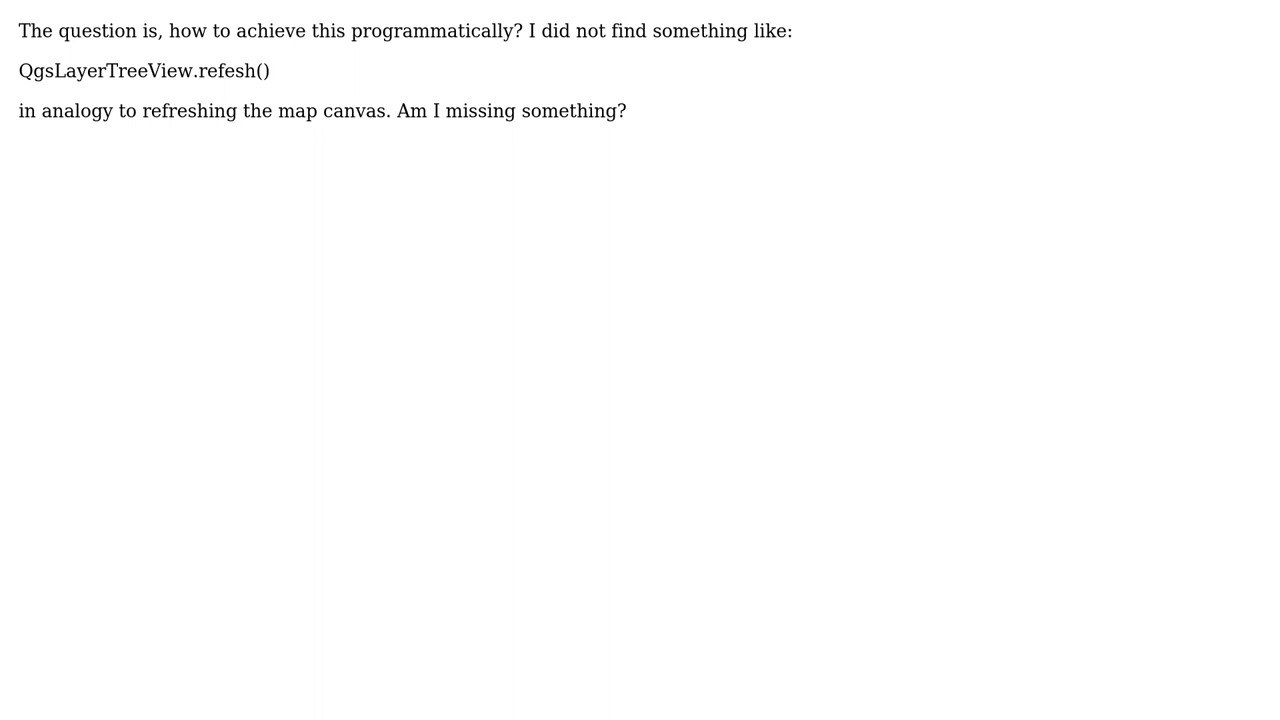 The question is, how to achieve this programmatically? I did not find something like:
QgsLayerTreeView.refesh()
in analogy to refreshing the map canvas. Am I missing something?